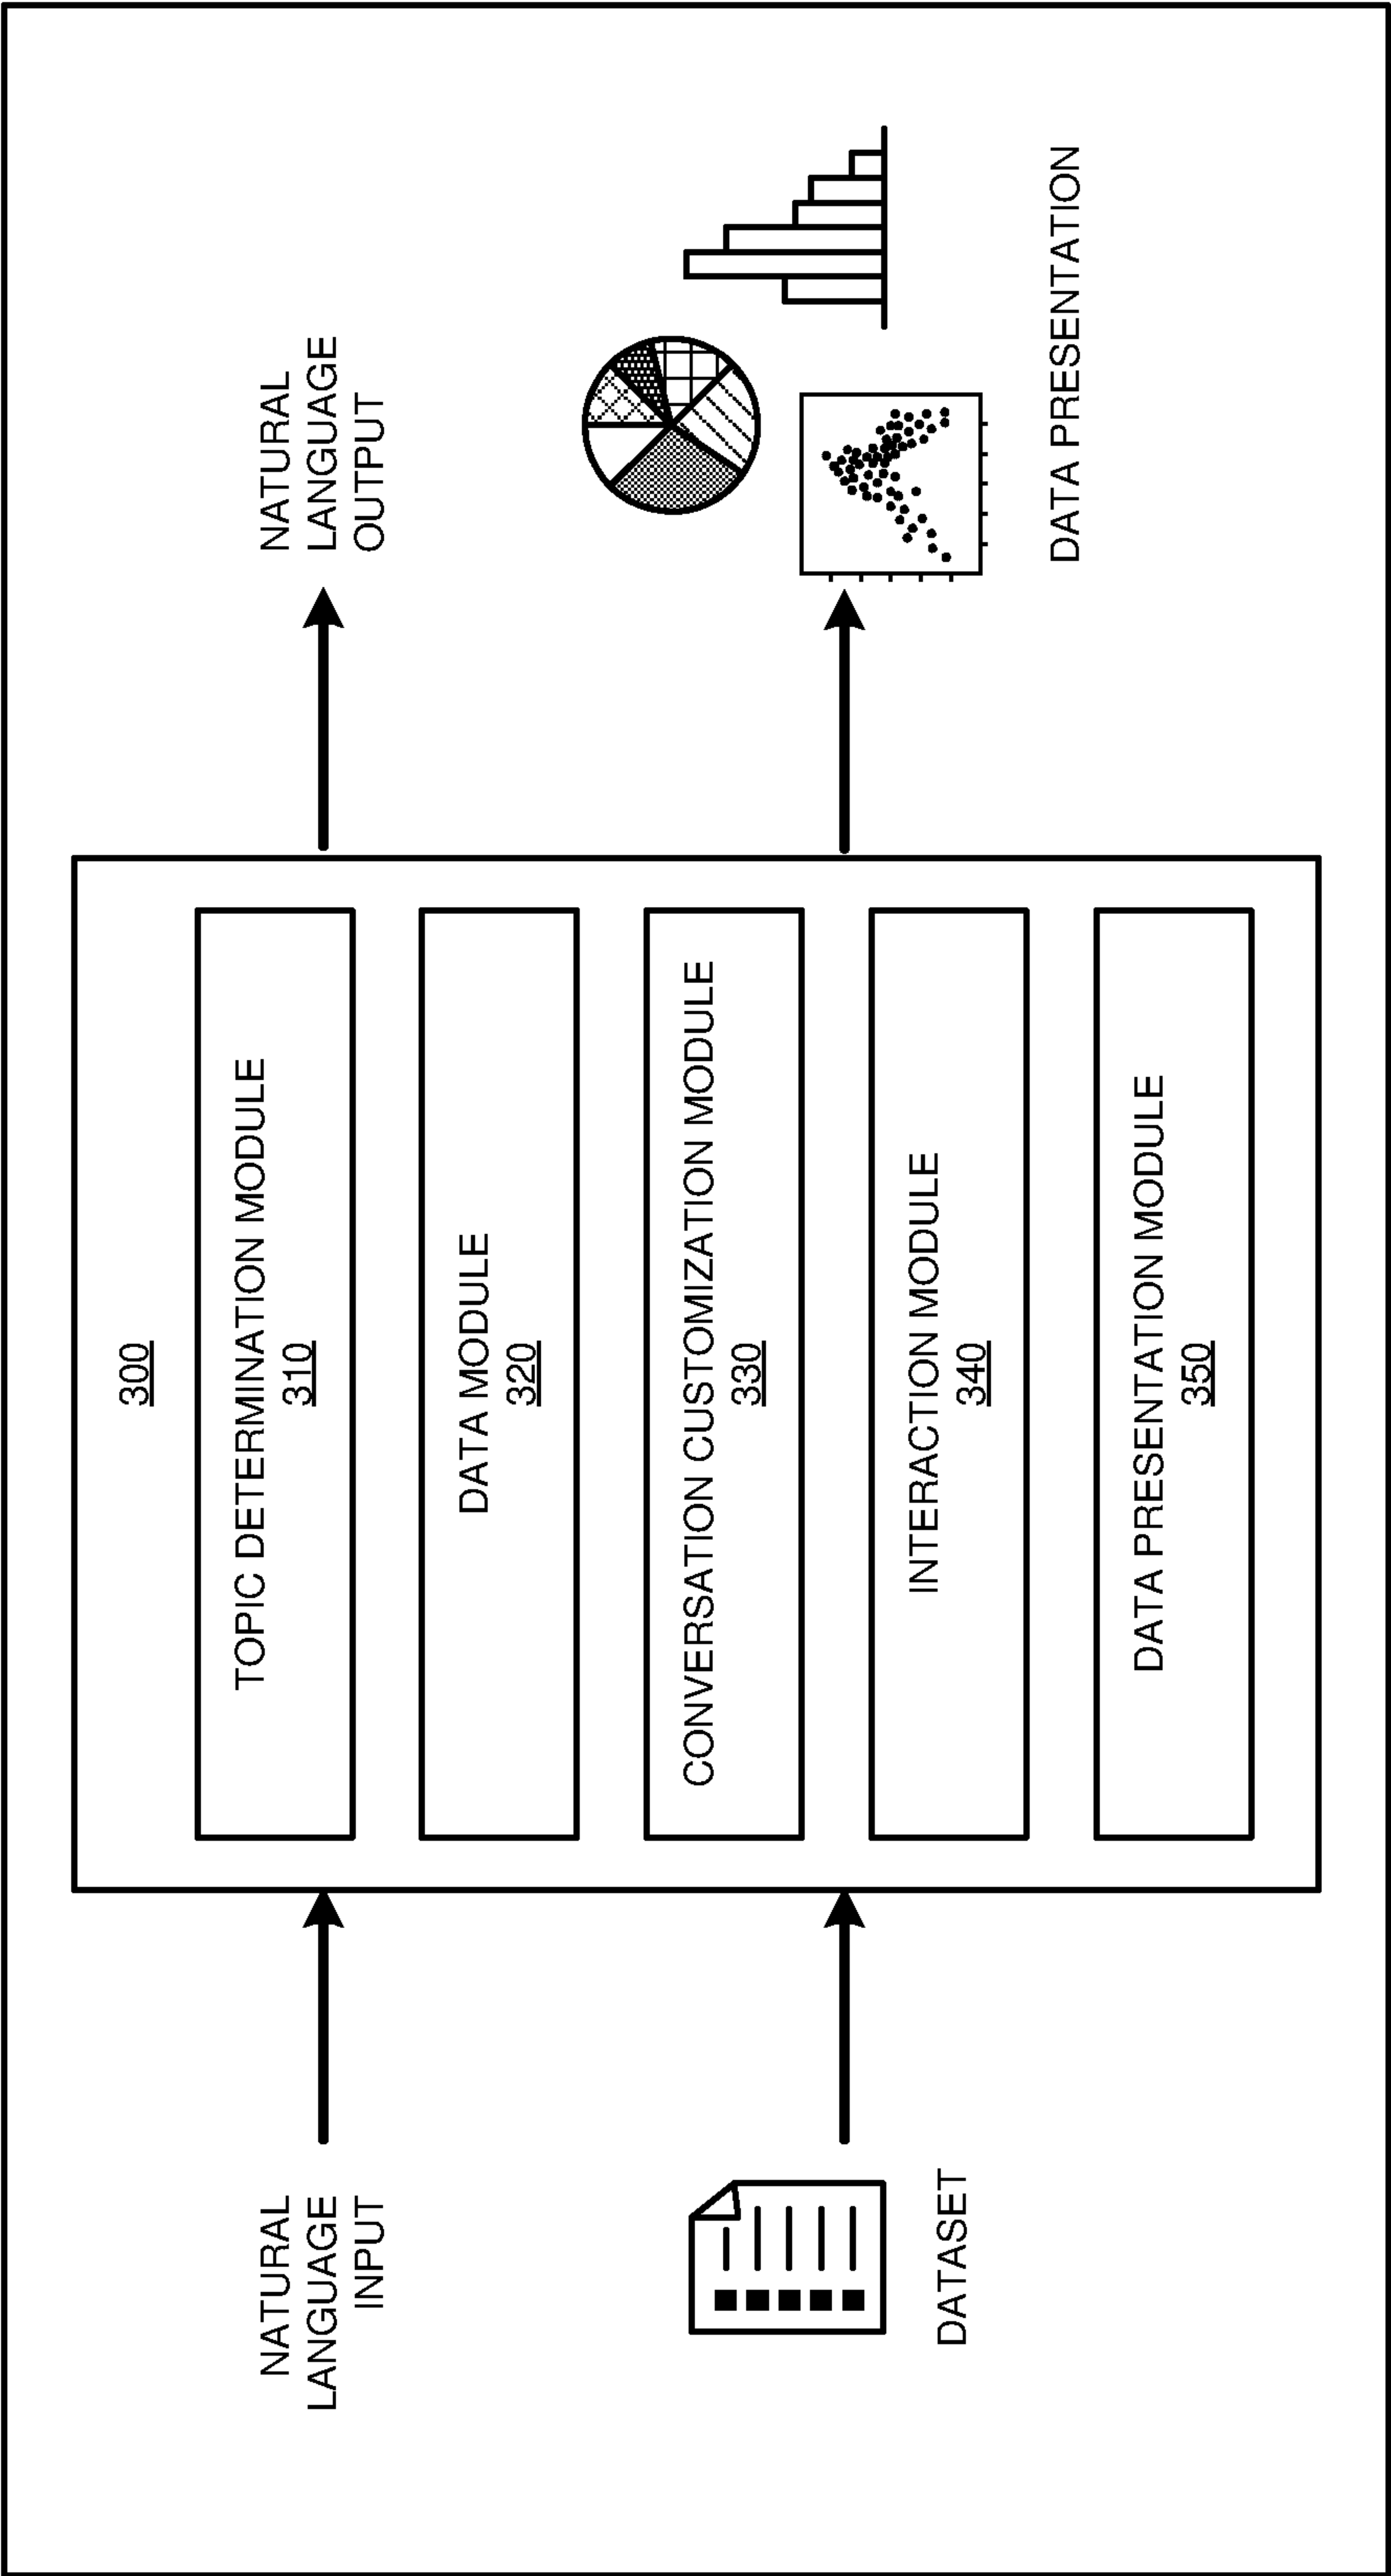 NATURAL
LANGUAGE
INPUT
DATASET
300
TOPIC DETERMINATION MODULE
310
DATA MODULE
320
CONVERSATION CUSTOMIZATION MODULE
330
INTERACTION MODULE
340
DATA PRESENTATION MODULE
350
NATURAL
LANGUAGE
OUTPUT
DATA PRESENTATION